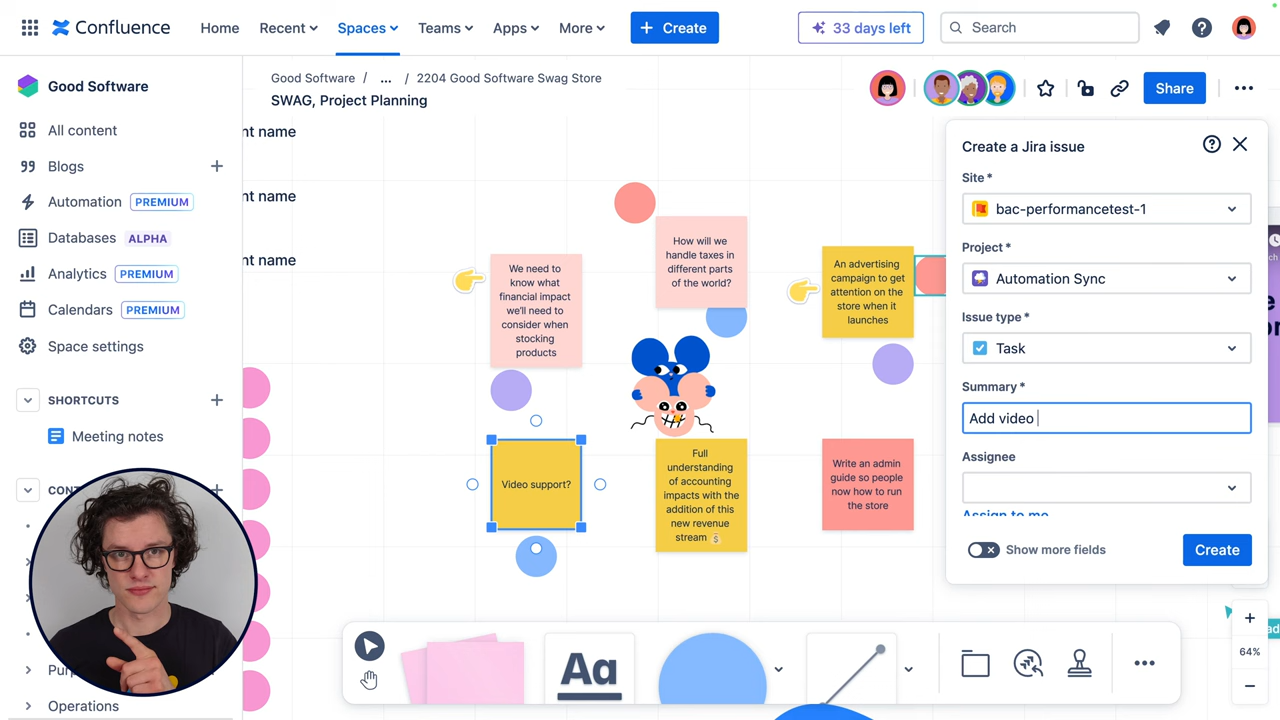 Confluence
Home
Recent
Spaces
Teams
Apps
More
+ Create
33 days left
Search
Good Software
All content
Blogs
Automation PREMIUM
Databases ALPHA
Analytics PREMIUM
Calendars PREMIUM
Space settings
SHORTCUTS
Meeting notes
Operations
Good Software / ... / 2204 Good Software Swag Store
SWAG, Project Planning
Share
nt name
nt name
nt name
We need to
know what
financial impact
we'll need to
consider when
stocking
products
How will we
handle taxes in
different parts
of the world?
An advertising
campaign to get
attention on the
store when it
launches
Video support?
Full
understanding
of accounting
impacts with the
addition of this
new revenue
stream 💰
Write an admin
guide so people
now how to run
the store
Create a Jira issue
Site *
bac-performancetest-1
Project *
Automation Sync
Issue type *
Task
Summary *
Add video
Assignee
Assign to me
Show more fields
Create
Aa
64%